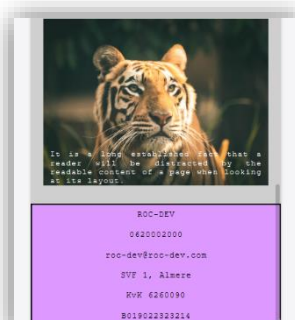 It is a long established fact that a
reader will be distracted by the
readable content of a page when looking
at its layout.
ROC-DEV
0620002000
roc-dev@roc-dev.com
SVF 1, Almere
KvK 6260090
B019022323214